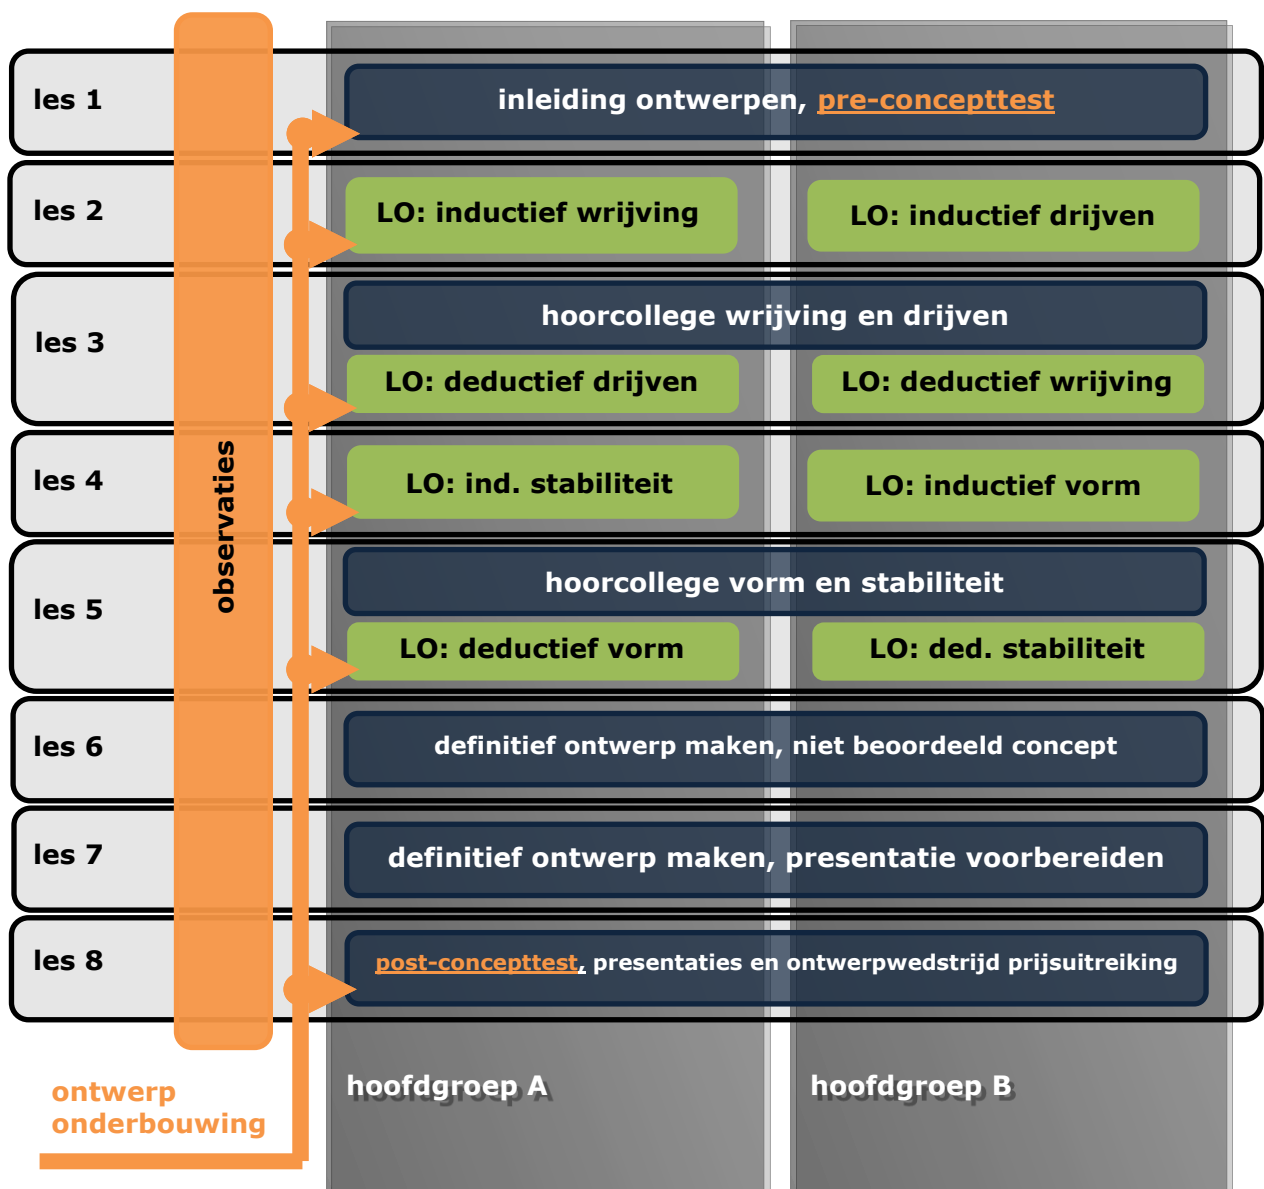 les 1
inleiding ontwerpen, pre-concepttest
les 2
LO: inductief wrijving
LO: inductief drijven
les 3
hoorcollege wrijving en drijven
LO: deductief drijven
LO: deductief wrijving
les 4
LO: ind. stabiliteit
LO: inductief vorm
observaties
les 5
hoorcollege vorm en stabiliteit
LO: deductief vorm
LO: ded. stabiliteit
les 6
definitief ontwerp maken, niet beoordeeld concept
les 7
definitief ontwerp maken, presentatie voorbereiden
les 8
post-concepttest, presentaties en ontwerpwedstrijd prijsuitreiking
ontwerp
onderbouwing
hoofdgroep A
hoofdgroep B